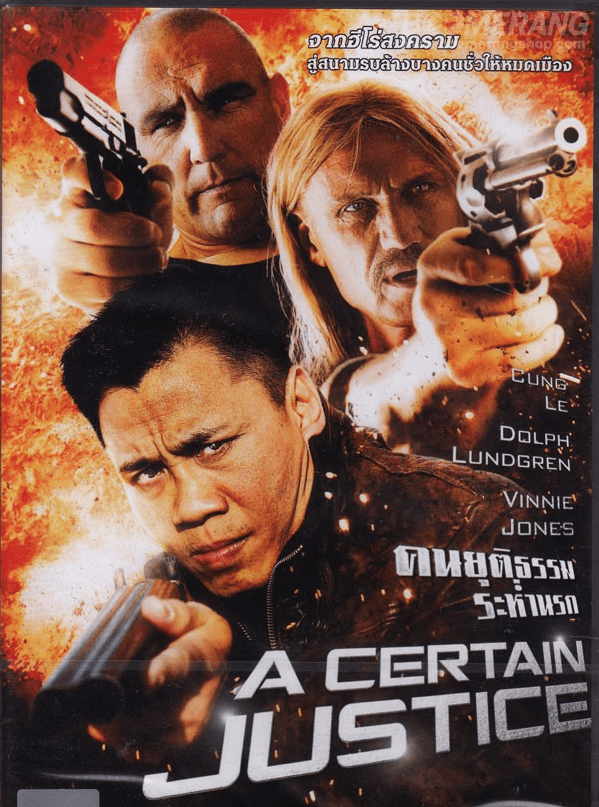 BOOMERANG
boomerangshop.com
จากฮีโร่สงคราม
สู่สนามรบล้างบางคนชั่วให้หมดเมือง
CUNG
LE
DOLPH
LUNDGREN
VINNIE
JONES
คนยุติธรรม
ระห่ำนรก
A CERTAIN
JUSTICE